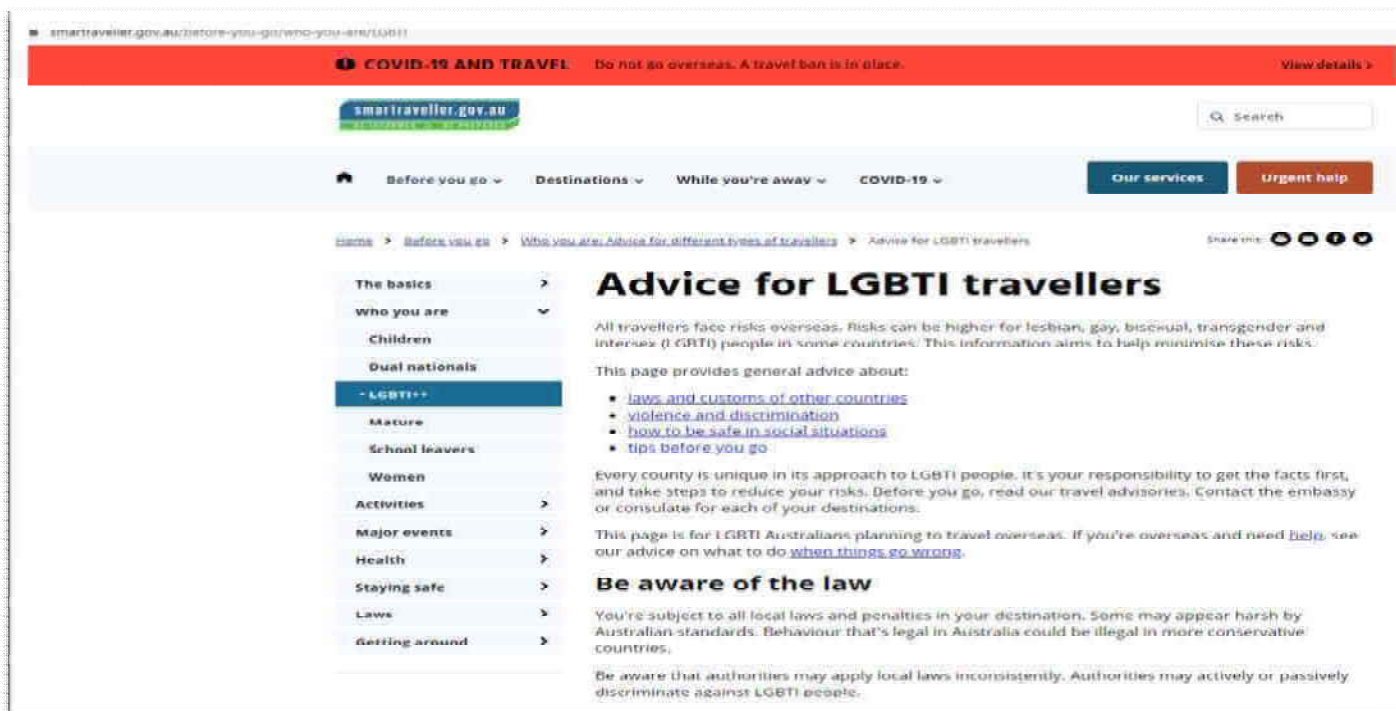 smartraveller.gov.au/before-you-go/who-you-are/LGBTI
COVID-19 AND TRAVEL Do not go overseas. A travel ban is in place. View details >
smartraveller.gov.au
Search
Before you go Destinations While you're away COVID-19 Our services Urgent help
Home > Before you go > Who you are: Advice for different types of travellers > Advice for LGBTI travellers Share this:
The basics
Who you are
Children
Dual nationals
- LGBTI++
Mature
School leavers
Women
Activities
Major events
Health
Staying safe
Laws
Getting around
Advice for LGBTI travellers
All travellers face risks overseas. Risks can be higher for lesbian, gay, bisexual, transgender and
intersex (LGBTI) people in some countries. This information aims to help minimise these risks.
This page provides general advice about:
• laws and customs of other countries
• violence and discrimination
• how to be safe in social situations
• tips before you go
Every county is unique in its approach to LGBTI people. It's your responsibility to get the facts first,
and take steps to reduce your risks. Before you go, read our travel advisories. Contact the embassy
or consulate for each of your destinations.
This page is for LGBTI Australians planning to travel overseas. If you're overseas and need help, see
our advice on what to do when things go wrong.
Be aware of the law
You're subject to all local laws and penalties in your destination. Some may appear harsh by
Australian standards. Behaviour that's legal in Australia could be illegal in more conservative
countries.
Be aware that authorities may apply local laws inconsistently. Authorities may actively or passively
discriminate against LGBTI people.